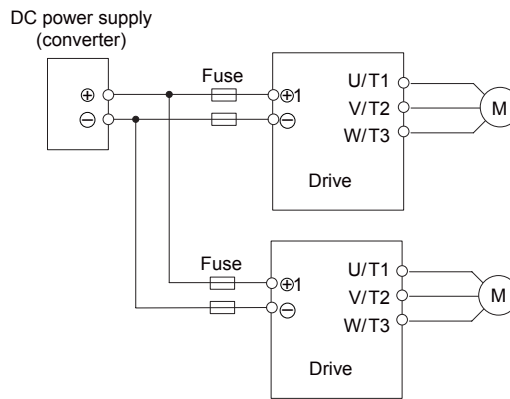 DC power supply
(converter)
⊕
⊖
Fuse
⊕1
⊖
U/T1
V/T2
W/T3
M
Drive
Fuse
⊕1
⊖
U/T1
V/T2
W/T3
M
Drive